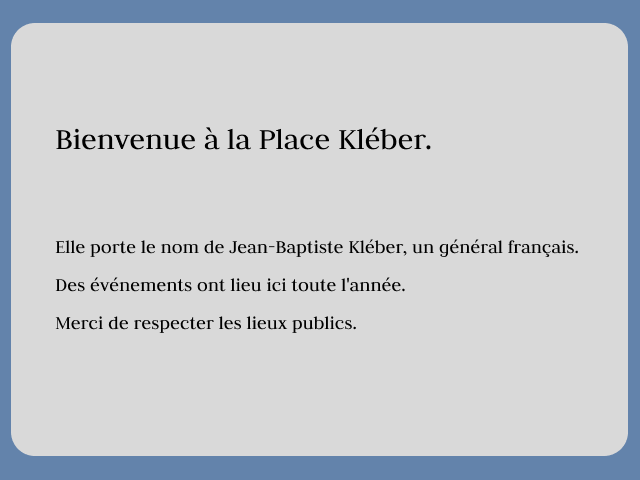 Bienvenue à la Place Kléber.
Elle porte le nom de Jean-Baptiste Kléber, un général français.
Des événements ont lieu ici toute l'année.
Merci de respecter les lieux publics.